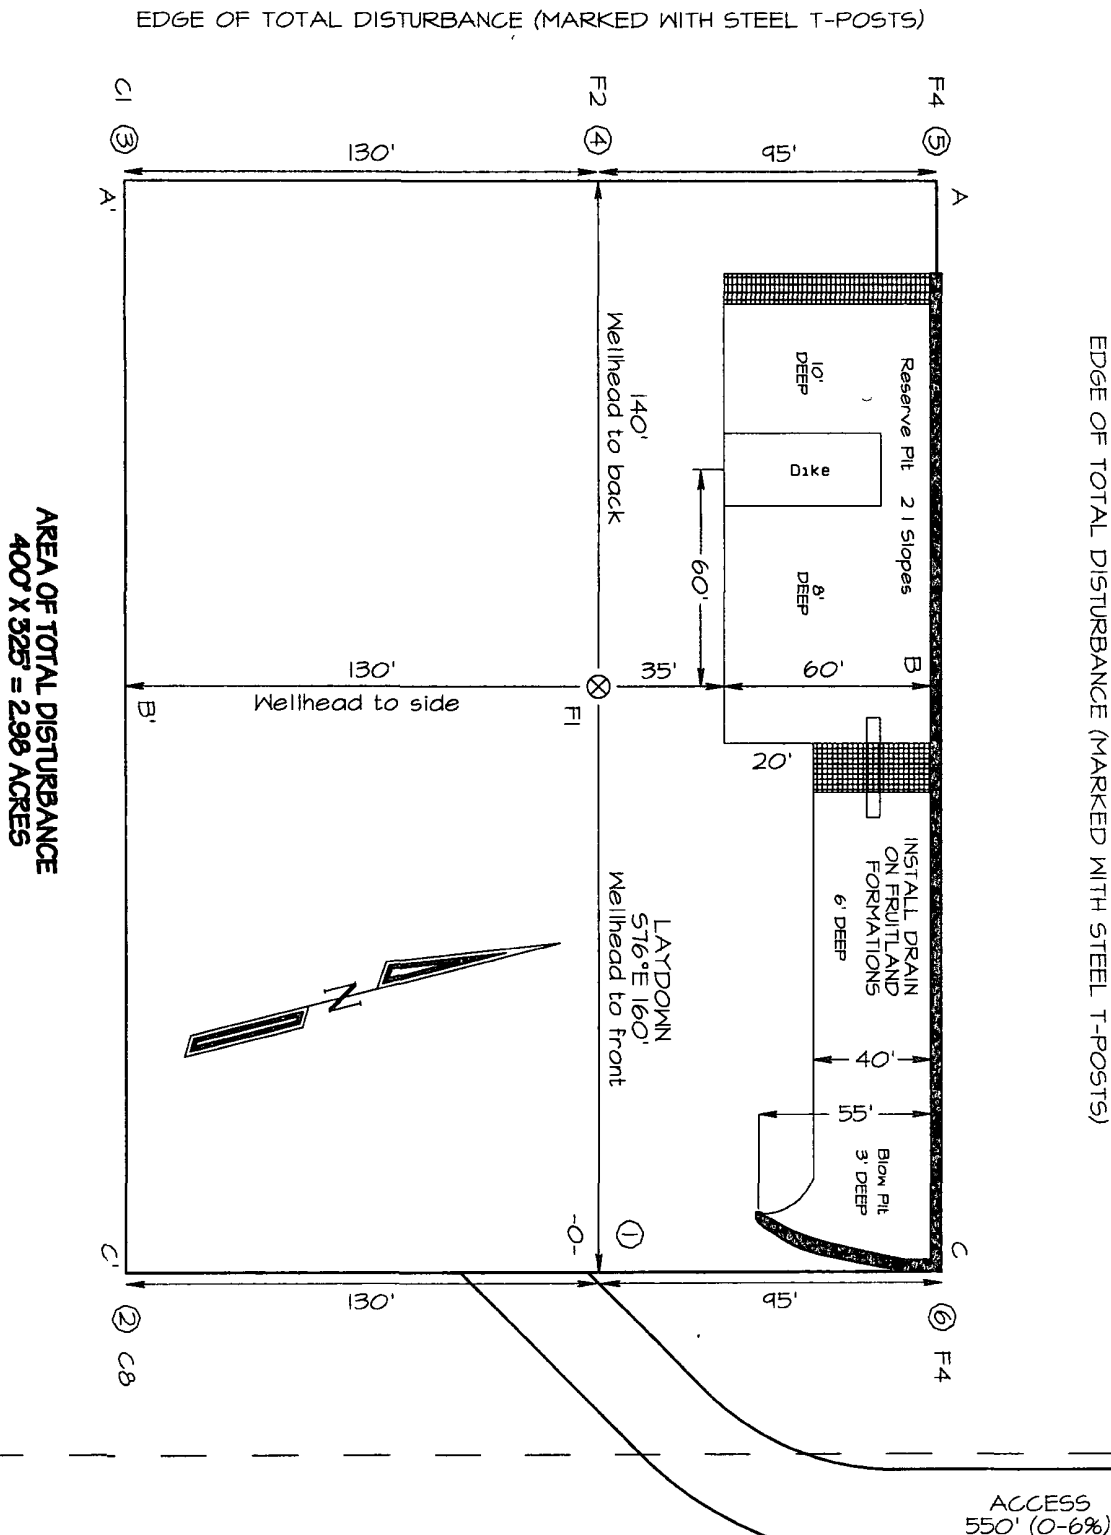 EDGE OF TOTAL DISTURBANCE (MARKED WITH STEEL T-POSTS)
EDGE OF TOTAL DISTURBANCE (MARKED WITH STEEL T-POSTS)
C1 3
F2 4
F4 5
130'
95'
A'
A
140'
Wellhead to back
10'
DEEP
Reserve Pit 2 1 Slopes
Dike
8'
DEEP
60'
B
130'
Wellhead to side
35'
60'
B'
F1
20'
INSTALL DRAIN
ON FRUITLAND
FORMATIONS
6' DEEP
LAYDOWN
S76°E 160'
Wellhead to front
N
40'
55'
Blow Pit
3' DEEP
-0-
1
C'
C
130'
95'
2 C8
6 F4
AREA OF TOTAL DISTURBANCE
400' X 325' = 2.98 ACRES
ACCESS
550' (0-6%)